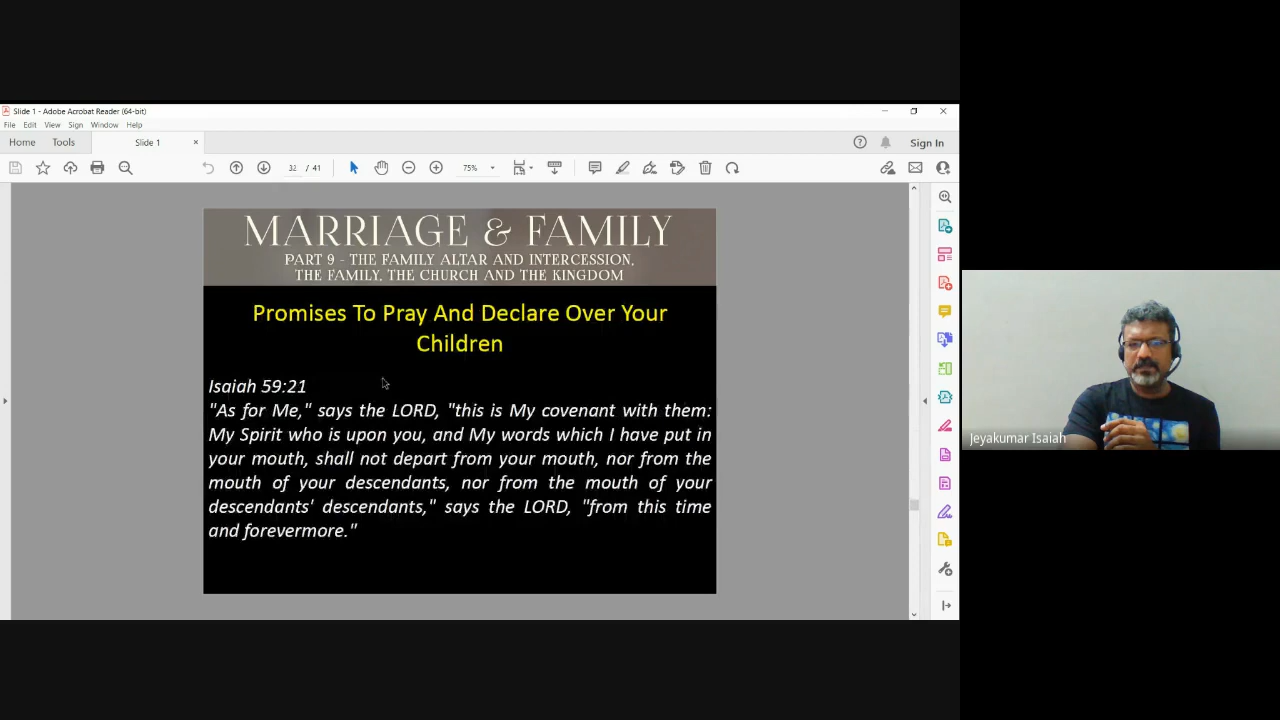 Slide 1 - Adobe Acrobat Reader (64-bit)
File Edit View Sign Window Help
Home Tools Slide 1 × Sign In
32 / 41 75%
MARRIAGE & FAMILY
PART 9 - THE FAMILY ALTAR AND INTERCESSION,
THE FAMILY, THE CHURCH AND THE KINGDOM
Promises To Pray And Declare Over Your
Children
Isaiah 59:21
"As for Me," says the LORD, "this is My covenant with them:
My Spirit who is upon you, and My words which I have put in
your mouth, shall not depart from your mouth, nor from the
mouth of your descendants, nor from the mouth of your
descendants' descendants," says the LORD, "from this time
and forevermore."
Jeyakumar Isaiah